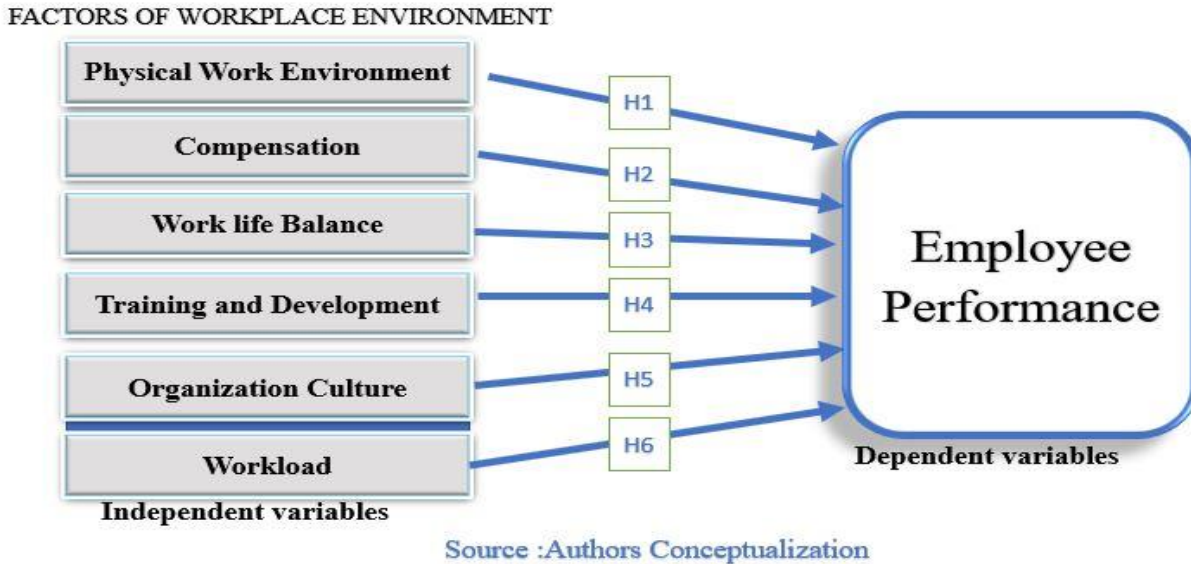 FACTORS OF WORKPLACE ENVIRONMENT
Physical Work Environment
Compensation
Work life Balance
Training and Development
Organization Culture
Workload
Independent variables
H1
H2
H3
H4
H5
H6
Employee
Performance
Dependent variables
Source :Authors Conceptualization